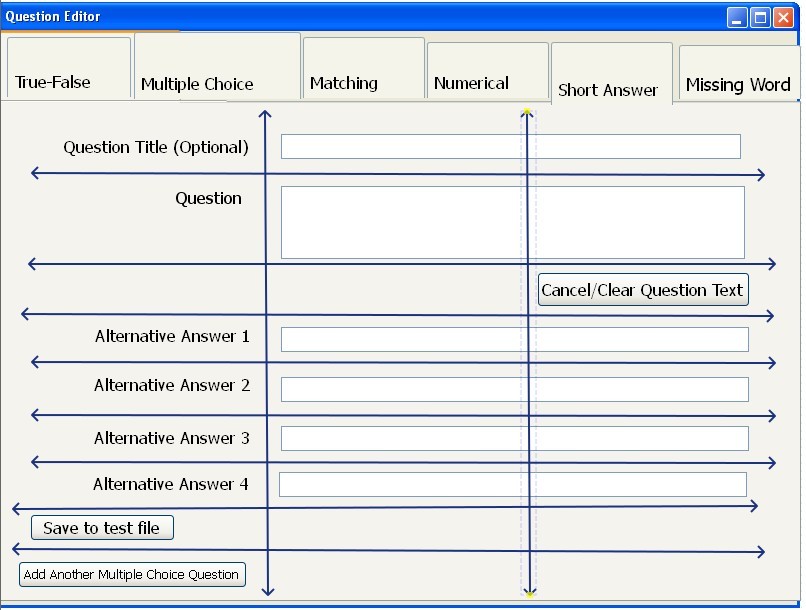 Question Editor
True-False
Multiple Choice
Matching
Numerical
Short Answer
Missing Word
Question Title (Optional)
Question
Cancel/Clear Question Text
Alternative Answer 1
Alternative Answer 2
Alternative Answer 3
Alternative Answer 4
Save to test file
Add Another Multiple Choice Question